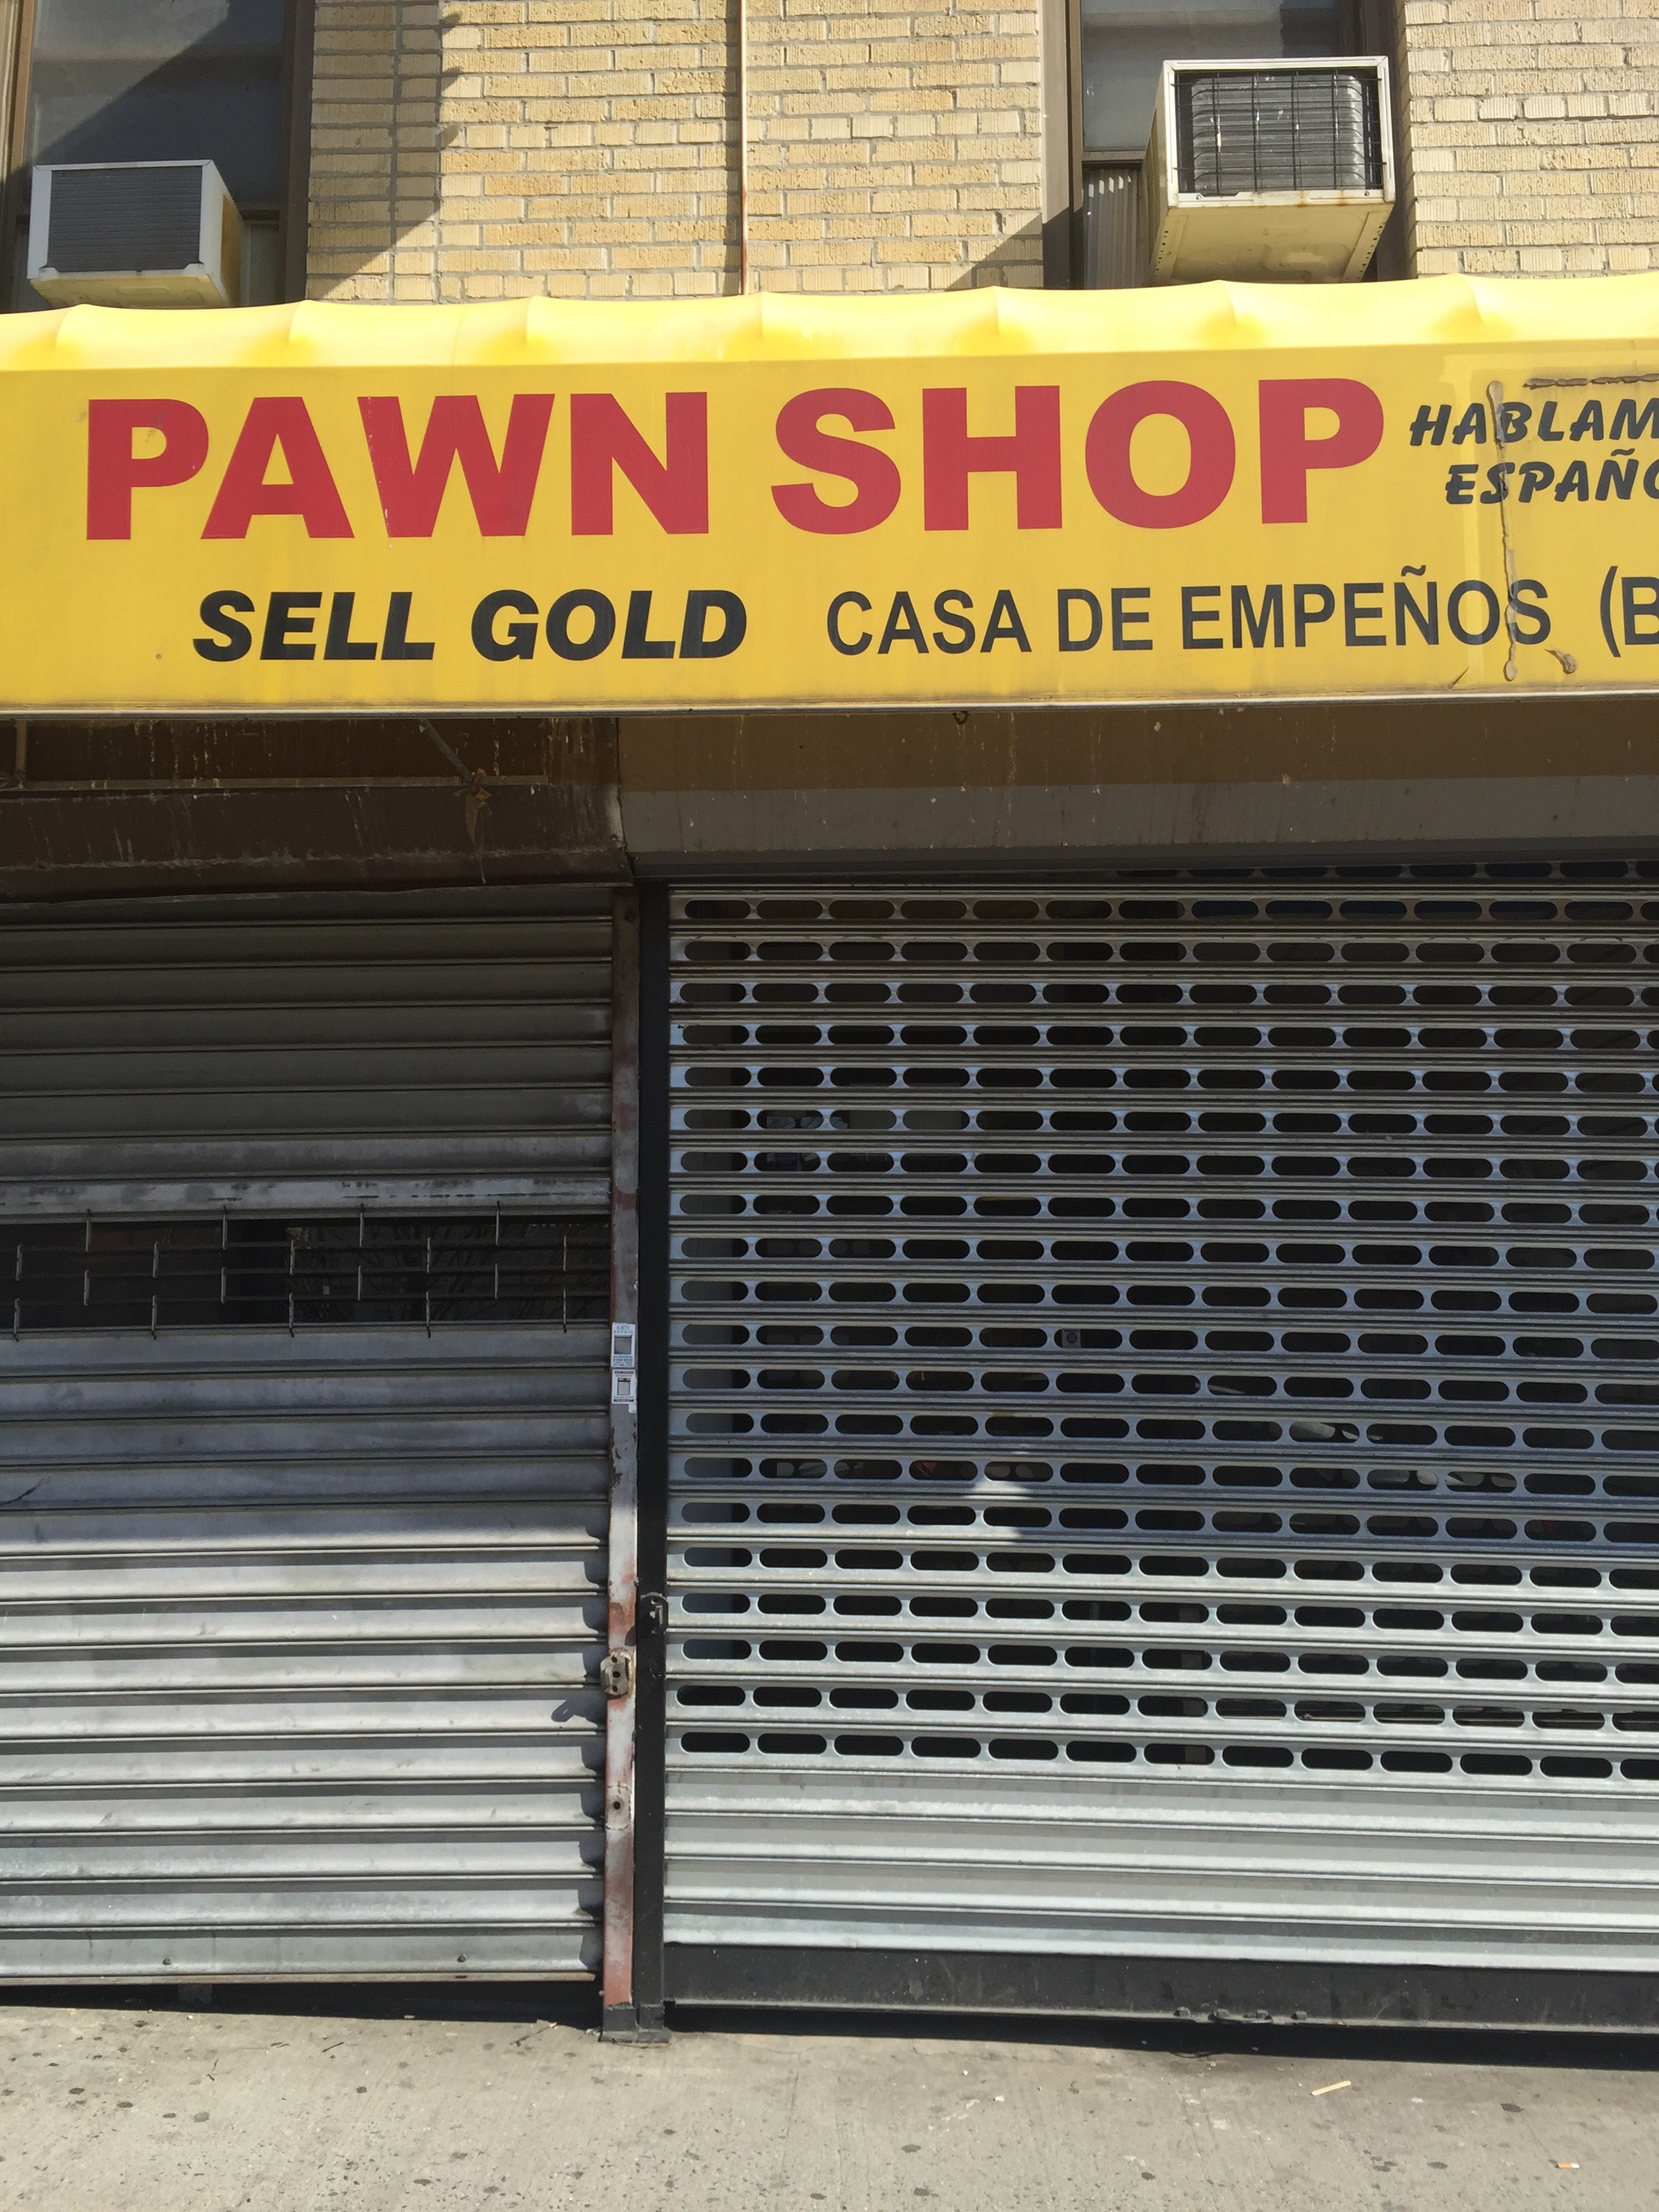 PAWN SHOP
HABLAM
ESPAÑO
SELL GOLD CASA DE EMPEÑOS (B